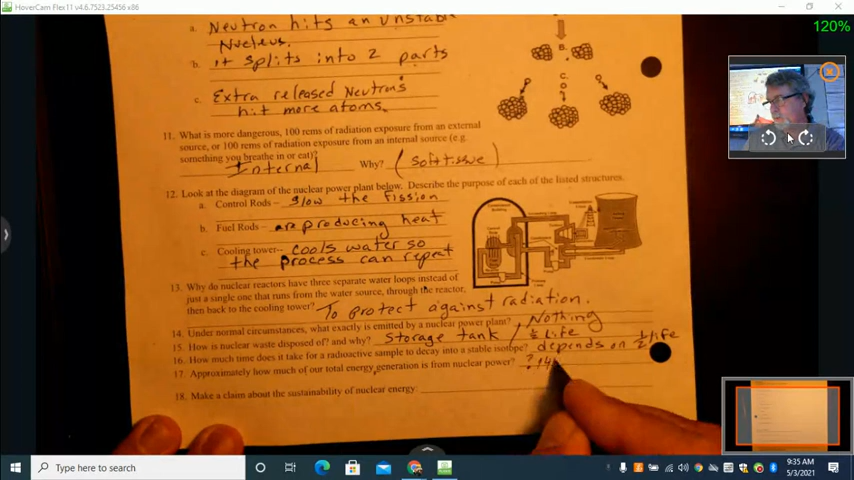 HoverCam Flex11 v4.6.7523.25456 x86
120%
a. Neutron hits an unstable
Nucleus.
b. it splits into 2 parts
c. Extra released Neutrons
hit more atoms.
B.
C.
11. What is more dangerous, 100 rems of radiation exposure from an external
source, or 100 rems of radiation exposure from an internal source (e.g.
something you breathe in or eat)? Internal Why? (soft tissue)
12. Look at the diagram of the nuclear power plant below. Describe the purpose of each of the listed structures.
a. Control Rods – slow the fission
b. Fuel Rods – are producing heat
c. Cooling tower– cools water so
the process can repeat
13. Why do nuclear reactors have three separate water loops instead of
just a single one that runs from the water source, through the reactor,
then back to the cooling tower? To protect against radiation.
14. Under normal circumstances, what exactly is emitted by a nuclear power plant? Nothing
15. How is nuclear waste disposed of? and why? Storage tank / ½ life
16. How much time does it take for a radioactive sample to decay into a stable isotope? depends on ½ life
17. Approximately how much of our total energy generation is from nuclear power? ? 14
18. Make a claim about the sustainability of nuclear energy:
Type here to search
9:35 AM
5/3/2021